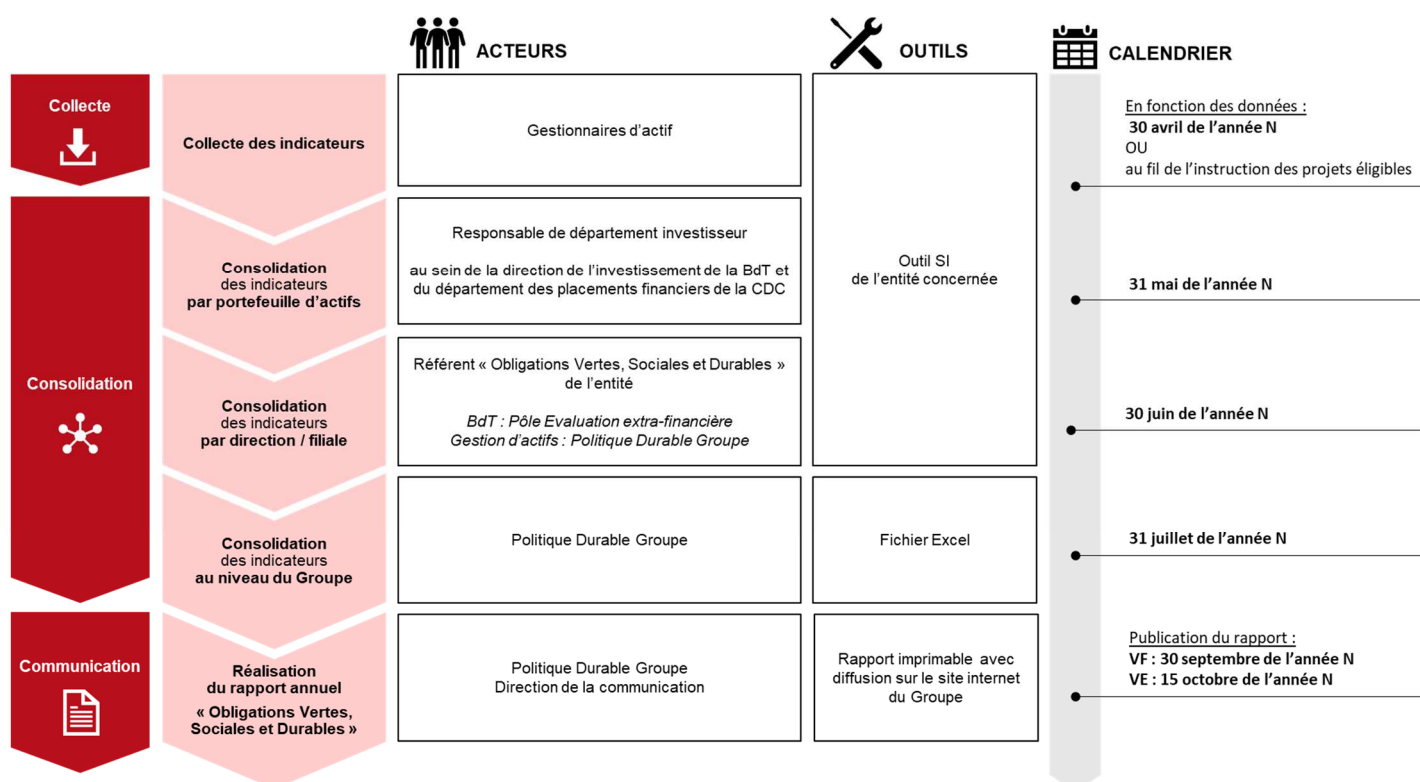 ACTEURS
OUTILS
CALENDRIER
Collecte
Collecte des indicateurs
Gestionnaires d'actif
En fonction des données :
30 avril de l'année N
OU
au fil de l'instruction des projets éligibles
Consolidation
Consolidation
des indicateurs
par portefeuille d'actifs
Responsable de département investisseur
au sein de la direction de l'investissement de la BdT et
du département des placements financiers de la CDC
Outil SI
de l'entité concernée
31 mai de l'année N
Consolidation
des indicateurs
par direction / filiale
Référent « Obligations Vertes, Sociales et Durables »
de l'entité
BdT : Pôle Evaluation extra-financière
Gestion d'actifs : Politique Durable Groupe
30 juin de l'année N
Consolidation
des indicateurs
au niveau du Groupe
Politique Durable Groupe
Fichier Excel
31 juillet de l'année N
Communication
Réalisation
du rapport annuel
« Obligations Vertes,
Sociales et Durables »
Politique Durable Groupe
Direction de la communication
Rapport imprimable avec
diffusion sur le site internet
du Groupe
Publication du rapport :
VF : 30 septembre de l'année N
VE : 15 octobre de l'année N